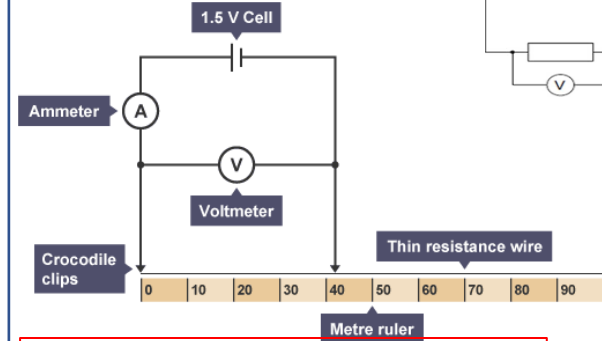 1.5 V Cell
Ammeter
A
V
V
Voltmeter
Thin resistance wire
Crocodile
clips
0 10 20 30 40 50 60 70 80 90
Metre ruler